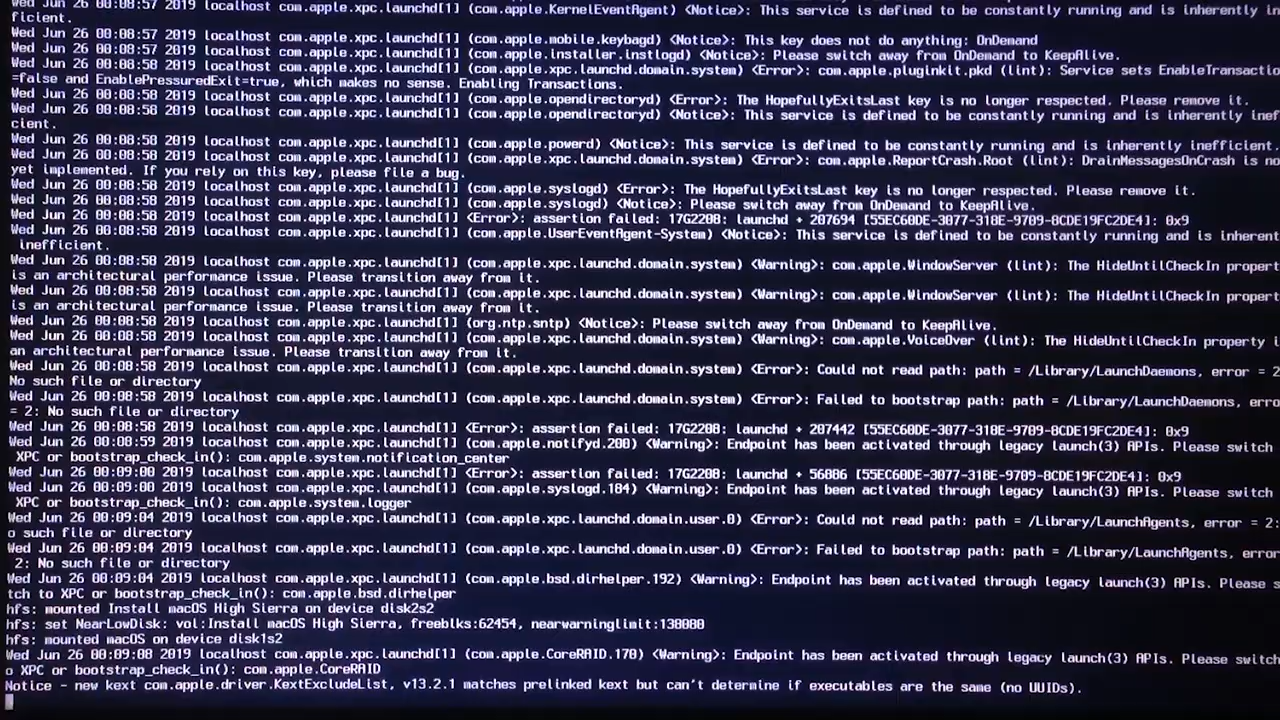 Wed Jun 26 00:08:57 2019 localhost com.apple.xpc.launchd[1] (com.apple.KernelEventAgent) <Notice>: This service is defined to be constantly running and is inherently in
ficient.
Wed Jun 26 00:08:57 2019 localhost com.apple.xpc.launchd[1] (com.apple.mobile.keybagd) <Notice>: This key does not do anything: OnDemand
Wed Jun 26 00:08:58 2019 localhost com.apple.xpc.launchd[1] (com.apple.installer.instlogd) <Notice>: Please switch away from OnDemand to KeepAlive.
Wed Jun 26 00:08:58 2019 localhost com.apple.xpc.launchd[1] (com.apple.xpc.launchd.domain.system) <Error>: com.apple.pluginkit.pkd (lint): Service sets EnableTransactio
=false and EnablePressuredExit=true, which makes no sense. Enabling Transactions.
Wed Jun 26 00:08:58 2019 localhost com.apple.xpc.launchd[1] (com.apple.opendirectoryd) <Error>: The HopefullyExitsLast key is no longer respected. Please remove it.
Wed Jun 26 00:08:58 2019 localhost com.apple.xpc.launchd[1] (com.apple.opendirectoryd) <Notice>: This service is defined to be constantly running and is inherently inef
cient.
Wed Jun 26 00:08:58 2019 localhost com.apple.xpc.launchd[1] (com.apple.powerd) <Notice>: This service is defined to be constantly running and is inherently inefficient.
Wed Jun 26 00:08:58 2019 localhost com.apple.xpc.launchd[1] (com.apple.xpc.launchd.domain.system) <Error>: com.apple.ReportCrash.Root (lint): DrainMessagesOnCrash is no
yet implemented. If you rely on this key, please file a bug.
Wed Jun 26 00:08:58 2019 localhost com.apple.xpc.launchd[1] (com.apple.syslogd) <Error>: The HopefullyExitsLast key is no longer respected. Please remove it.
Wed Jun 26 00:08:58 2019 localhost com.apple.xpc.launchd[1] (com.apple.syslogd) <Notice>: Please switch away from OnDemand to KeepAlive.
Wed Jun 26 00:08:58 2019 localhost com.apple.xpc.launchd[1] <Error>: assertion failed: 17G2208: launchd + 207694 [55EC60DE-3077-318E-9709-8CDE19FC2DE4]: 0x9
Wed Jun 26 00:08:58 2019 localhost com.apple.xpc.launchd[1] (com.apple.UserEventAgent-System) <Notice>: This service is defined to be constantly running and is inherent
inefficient.
Wed Jun 26 00:08:58 2019 localhost com.apple.xpc.launchd[1] (com.apple.xpc.launchd.domain.system) <Warning>: com.apple.WindowServer (lint): The HideUntilCheckIn propert
is an architectural performance issue. Please transition away from it.
Wed Jun 26 00:08:58 2019 localhost com.apple.xpc.launchd[1] (com.apple.xpc.launchd.domain.system) <Warning>: com.apple.WindowServer (lint): The HideUntilCheckIn propert
is an architectural performance issue. Please transition away from it.
Wed Jun 26 00:08:58 2019 localhost com.apple.xpc.launchd[1] (org.ntp.sntp) <Notice>: Please switch away from OnDemand to KeepAlive.
Wed Jun 26 00:08:58 2019 localhost com.apple.xpc.launchd[1] (com.apple.xpc.launchd.domain.system) <Warning>: com.apple.VoiceOver (lint): The HideUntilCheckIn property i
an architectural performance issue. Please transition away from it.
Wed Jun 26 00:08:58 2019 localhost com.apple.xpc.launchd[1] (com.apple.xpc.launchd.domain.system) <Error>: Could not read path: path = /Library/LaunchDaemons, error = 2
No such file or directory
Wed Jun 26 00:08:58 2019 localhost com.apple.xpc.launchd[1] (com.apple.xpc.launchd.domain.system) <Error>: Failed to bootstrap path: path = /Library/LaunchDaemons, erro
= 2: No such file or directory
Wed Jun 26 00:08:58 2019 localhost com.apple.xpc.launchd[1] <Error>: assertion failed: 17G2208: launchd + 207442 [55EC60DE-3077-318E-9709-8CDE19FC2DE4]: 0x9
Wed Jun 26 00:08:59 2019 localhost com.apple.xpc.launchd[1] (com.apple.notifyd.200) <Warning>: Endpoint has been activated through legacy launch(3) APIs. Please switch
XPC or bootstrap_check_in(): com.apple.system.notification_center
Wed Jun 26 00:09:00 2019 localhost com.apple.xpc.launchd[1] <Error>: assertion failed: 17G2208: launchd + 56886 [55EC60DE-3077-318E-9709-8CDE19FC2DE4]: 0x9
Wed Jun 26 00:09:00 2019 localhost com.apple.xpc.launchd[1] (com.apple.syslogd.184) <Warning>: Endpoint has been activated through legacy launch(3) APIs. Please switch
XPC or bootstrap_check_in(): com.apple.system.logger
Wed Jun 26 00:09:04 2019 localhost com.apple.xpc.launchd[1] (com.apple.xpc.launchd.domain.user.0) <Error>: Could not read path: path = /Library/LaunchAgents, error = 2:
o such file or directory
Wed Jun 26 00:09:04 2019 localhost com.apple.xpc.launchd[1] (com.apple.xpc.launchd.domain.user.0) <Error>: Failed to bootstrap path: path = /Library/LaunchAgents, error
2: No such file or directory
Wed Jun 26 00:09:04 2019 localhost com.apple.xpc.launchd[1] (com.apple.bsd.dirhelper.192) <Warning>: Endpoint has been activated through legacy launch(3) APIs. Please s
tch to XPC or bootstrap_check_in(): com.apple.bsd.dirhelper
hfs: mounted Install macOS High Sierra on device disk2s2
hfs: set NearLowDisk: vol:Install macOS High Sierra, freeblks:62454, nearwarninglimit:138080
hfs: mounted macOS on device disk1s2
Wed Jun 26 00:09:08 2019 localhost com.apple.xpc.launchd[1] (com.apple.CoreRAID.170) <Warning>: Endpoint has been activated through legacy launch(3) APIs. Please switch
o XPC or bootstrap_check_in(): com.apple.CoreRAID
Notice - new kext com.apple.driver.KextExcludeList, v13.2.1 matches prelinked kext but can't determine if executables are the same (no UUIDs).